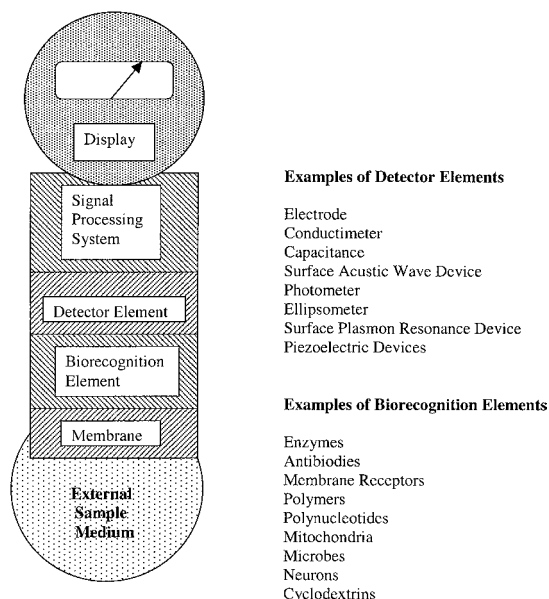 Display
Signal
Processing
System
Detector Element
Biorecognition
Element
Membrane
External
Sample
Medium
Examples of Detector Elements
Electrode
Conductimeter
Capacitance
Surface Acustic Wave Device
Photometer
Ellipsometer
Surface Plasmon Resonance Device
Piezoelectric Devices
Examples of Biorecognition Elements
Enzymes
Antibiodies
Membrane Receptors
Polymers
Polynucleotides
Mitochondria
Microbes
Neurons
Cyclodextrins